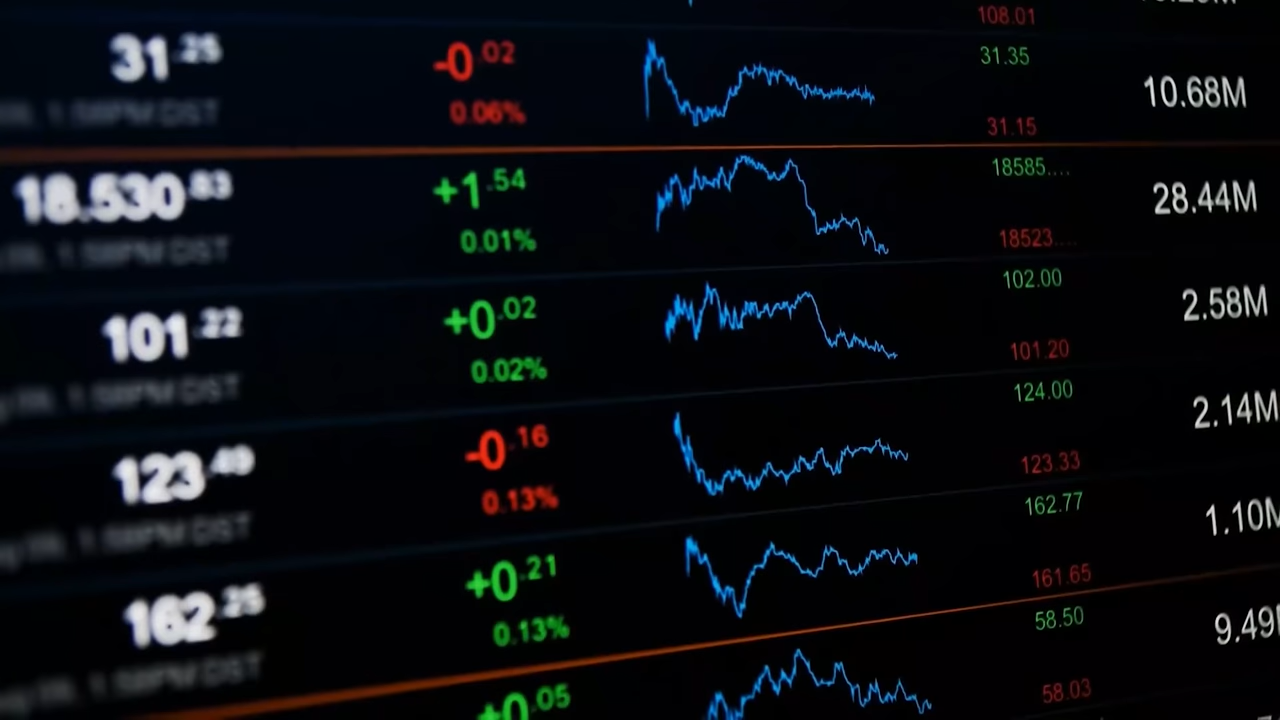 108.01
31.25 -0.02 31.35 10.68M
0.06% 31.15
18.530.83 +1.54 18585.... 28.44M
0.01% 18523....
101.22 +0.02 102.00 2.58M
0.02% 101.20
123.49 -0.16 124.00 2.14M
0.13% 123.33
162.25 +0.21 162.77 1.10M
0.13% 161.65
+0.05 58.50 9.49
58.03